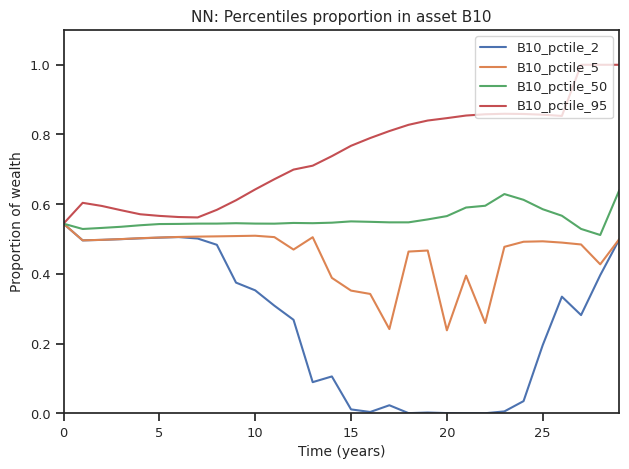 NN: Percentiles proportion in asset B10
B10_pctile_2
B10_pctile_5
B10_pctile_50
B10_pctile_95
Proportion of wealth
1.0
0.8
0.6
0.4
0.2
0.0
0 5 10 15 20 25
Time (years)